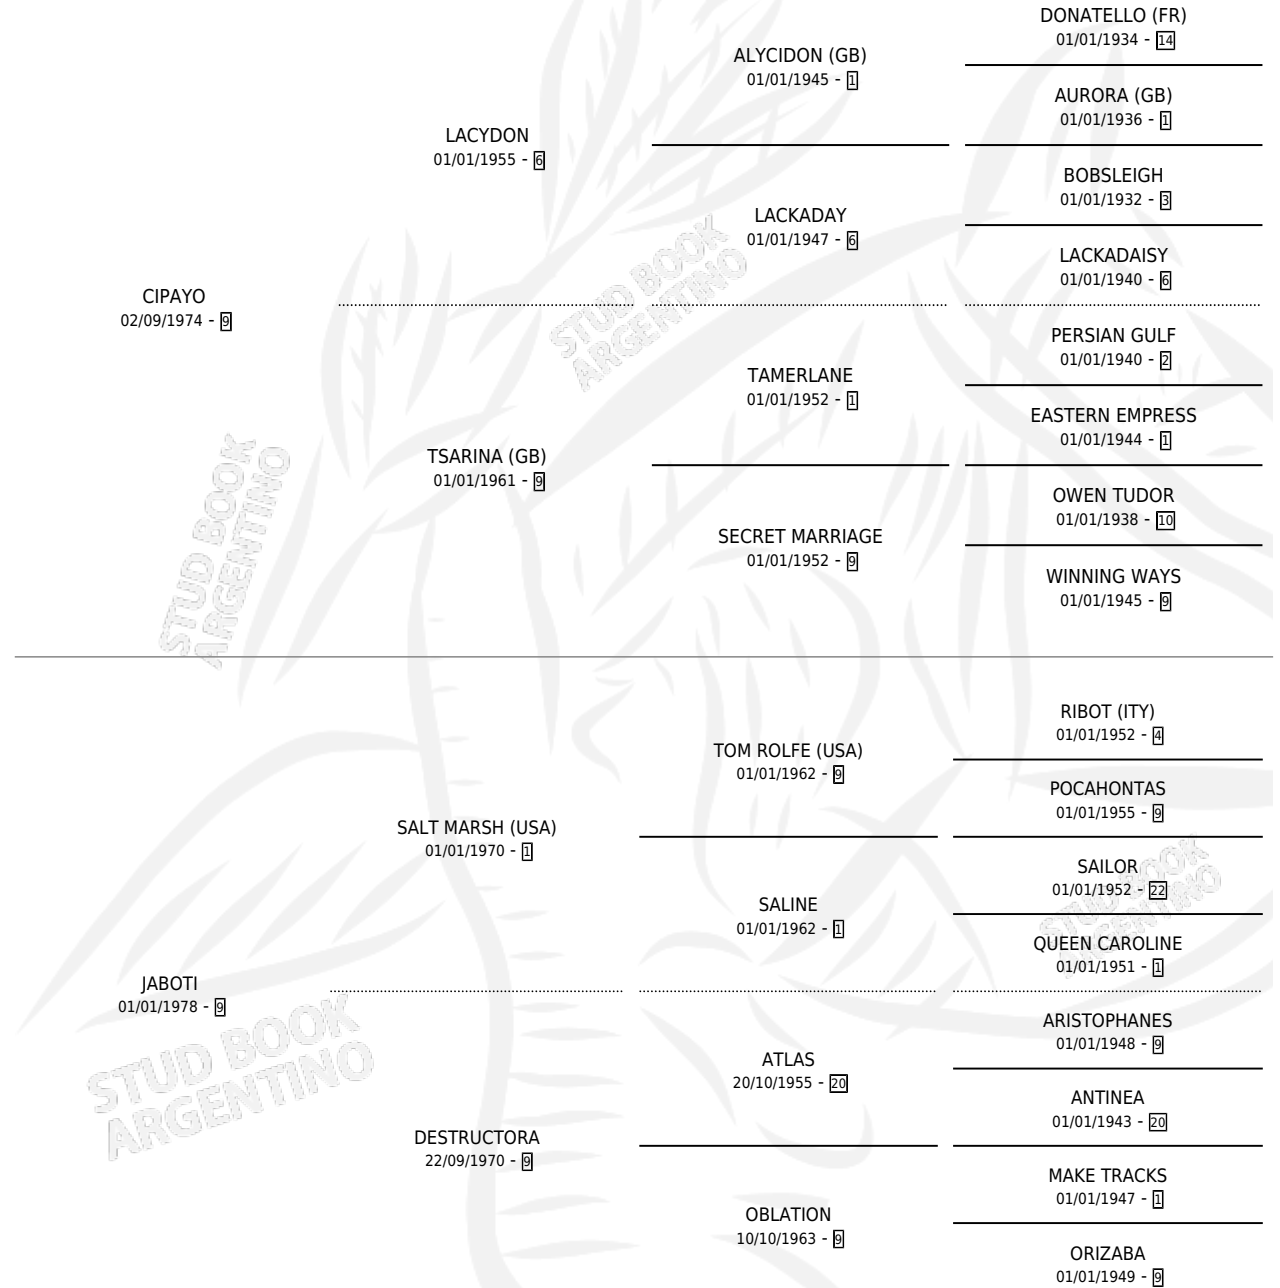 DONATELLO (FR)
01/01/1934 - 14
ALYCIDON (GB)
01/01/1945 - 1
AURORA (GB)
01/01/1936 - 1
LACYDON
01/01/1955 - 6
BOBSLEIGH
01/01/1932 - 3
LACKADAY
01/01/1947 - 6
LACKADAISY
01/01/1940 - 6
CIPAYO
02/09/1974 - 9
PERSIAN GULF
01/01/1940 - 2
TAMERLANE
01/01/1952 - 1
EASTERN EMPRESS
01/01/1944 - 1
TSARINA (GB)
01/01/1961 - 9
OWEN TUDOR
01/01/1938 - 10
SECRET MARRIAGE
01/01/1952 - 9
WINNING WAYS
01/01/1945 - 9
STUD BOOK
ARGENTINO
STUD BOOK
ARGENTINO
RIBOT (ITY)
01/01/1952 - 4
TOM ROLFE (USA)
01/01/1962 - 9
POCAHONTAS
01/01/1955 - 9
SALT MARSH (USA)
01/01/1970 - 1
SAILOR
01/01/1952 - 22
SALINE
01/01/1962 - 1
QUEEN CAROLINE
01/01/1951 - 1
JABOTI
01/01/1978 - 9
ARISTOPHANES
01/01/1948 - 9
ATLAS
20/10/1955 - 20
ANTINEA
01/01/1943 - 20
DESTRUCTORA
22/09/1970 - 9
MAKE TRACKS
01/01/1947 - 1
OBLATION
10/10/1963 - 9
ORIZABA
01/01/1949 - 9
STUD BOOK
ARGENTINO
STUD BOOK
ARGENTINO